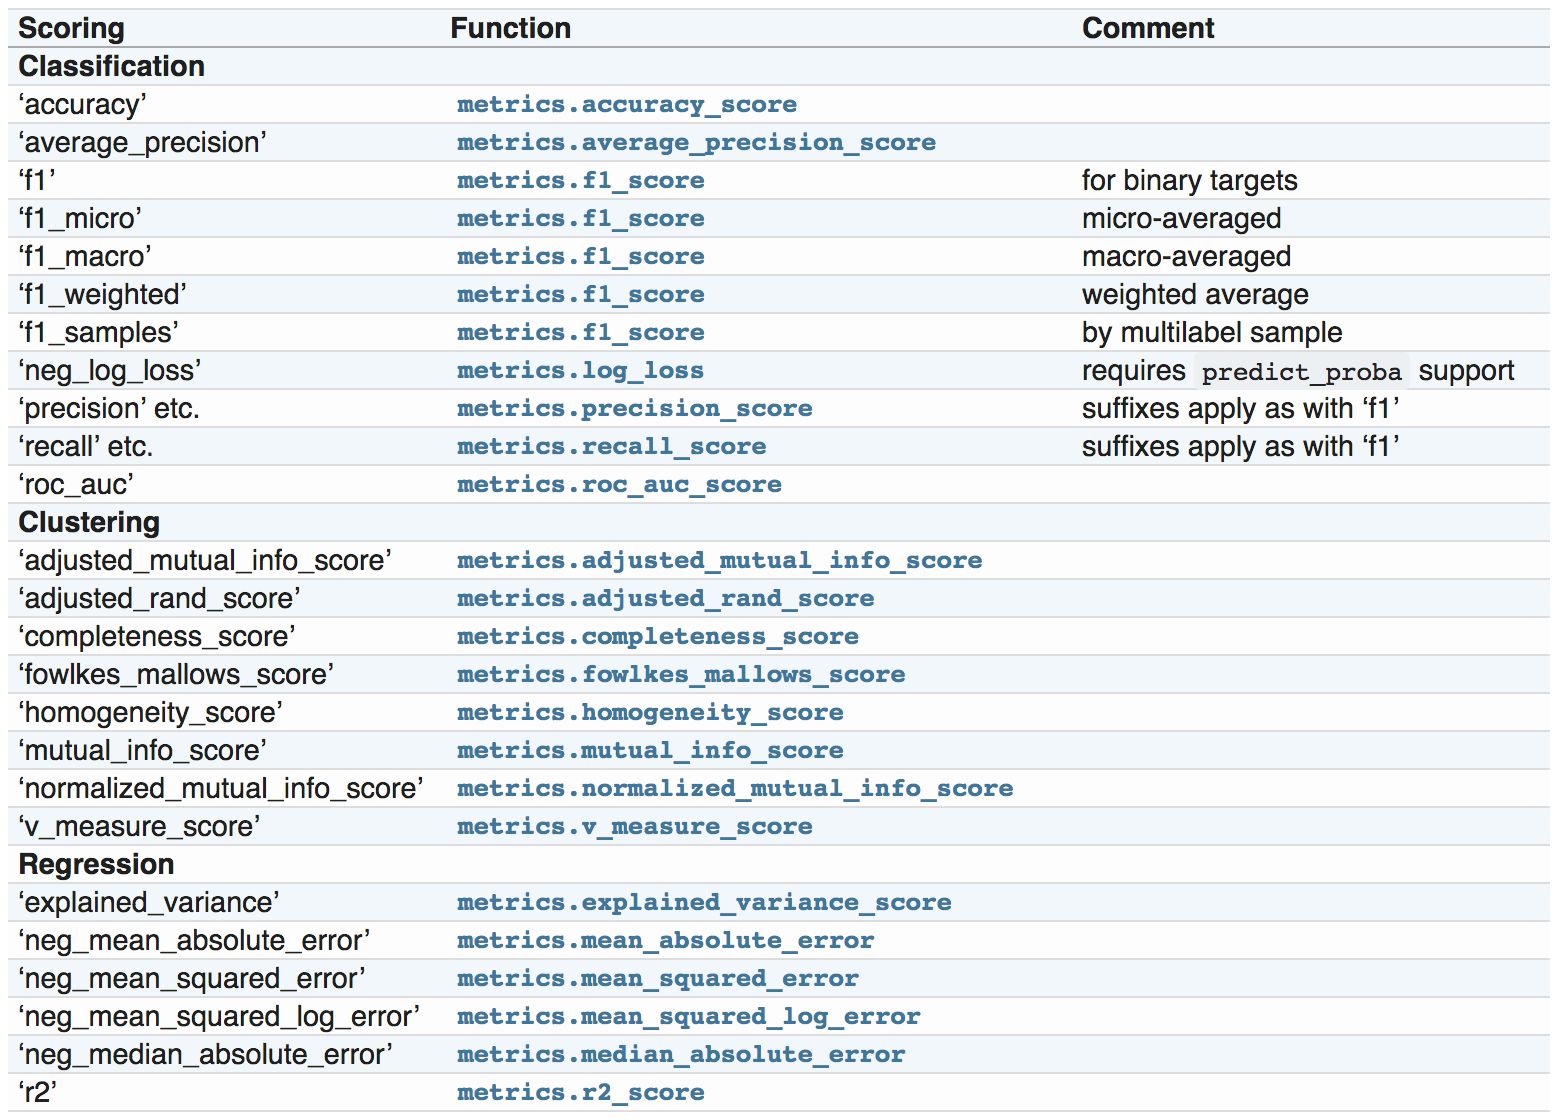 Scoring Function Comment
Classification
‘accuracy’ metrics.accuracy_score
‘average_precision’ metrics.average_precision_score
‘f1’ metrics.f1_score for binary targets
‘f1_micro’ metrics.f1_score micro-averaged
‘f1_macro’ metrics.f1_score macro-averaged
‘f1_weighted’ metrics.f1_score weighted average
‘f1_samples’ metrics.f1_score by multilabel sample
‘neg_log_loss’ metrics.log_loss requires predict_proba support
‘precision’ etc. metrics.precision_score suffixes apply as with ‘f1’
‘recall’ etc. metrics.recall_score suffixes apply as with ‘f1’
‘roc_auc’ metrics.roc_auc_score
Clustering
‘adjusted_mutual_info_score’ metrics.adjusted_mutual_info_score
‘adjusted_rand_score’ metrics.adjusted_rand_score
‘completeness_score’ metrics.completeness_score
‘fowlkes_mallows_score’ metrics.fowlkes_mallows_score
‘homogeneity_score’ metrics.homogeneity_score
‘mutual_info_score’ metrics.mutual_info_score
‘normalized_mutual_info_score’ metrics.normalized_mutual_info_score
‘v_measure_score’ metrics.v_measure_score
Regression
‘explained_variance’ metrics.explained_variance_score
‘neg_mean_absolute_error’ metrics.mean_absolute_error
‘neg_mean_squared_error’ metrics.mean_squared_error
‘neg_mean_squared_log_error’ metrics.mean_squared_log_error
‘neg_median_absolute_error’ metrics.median_absolute_error
‘r2’ metrics.r2_score